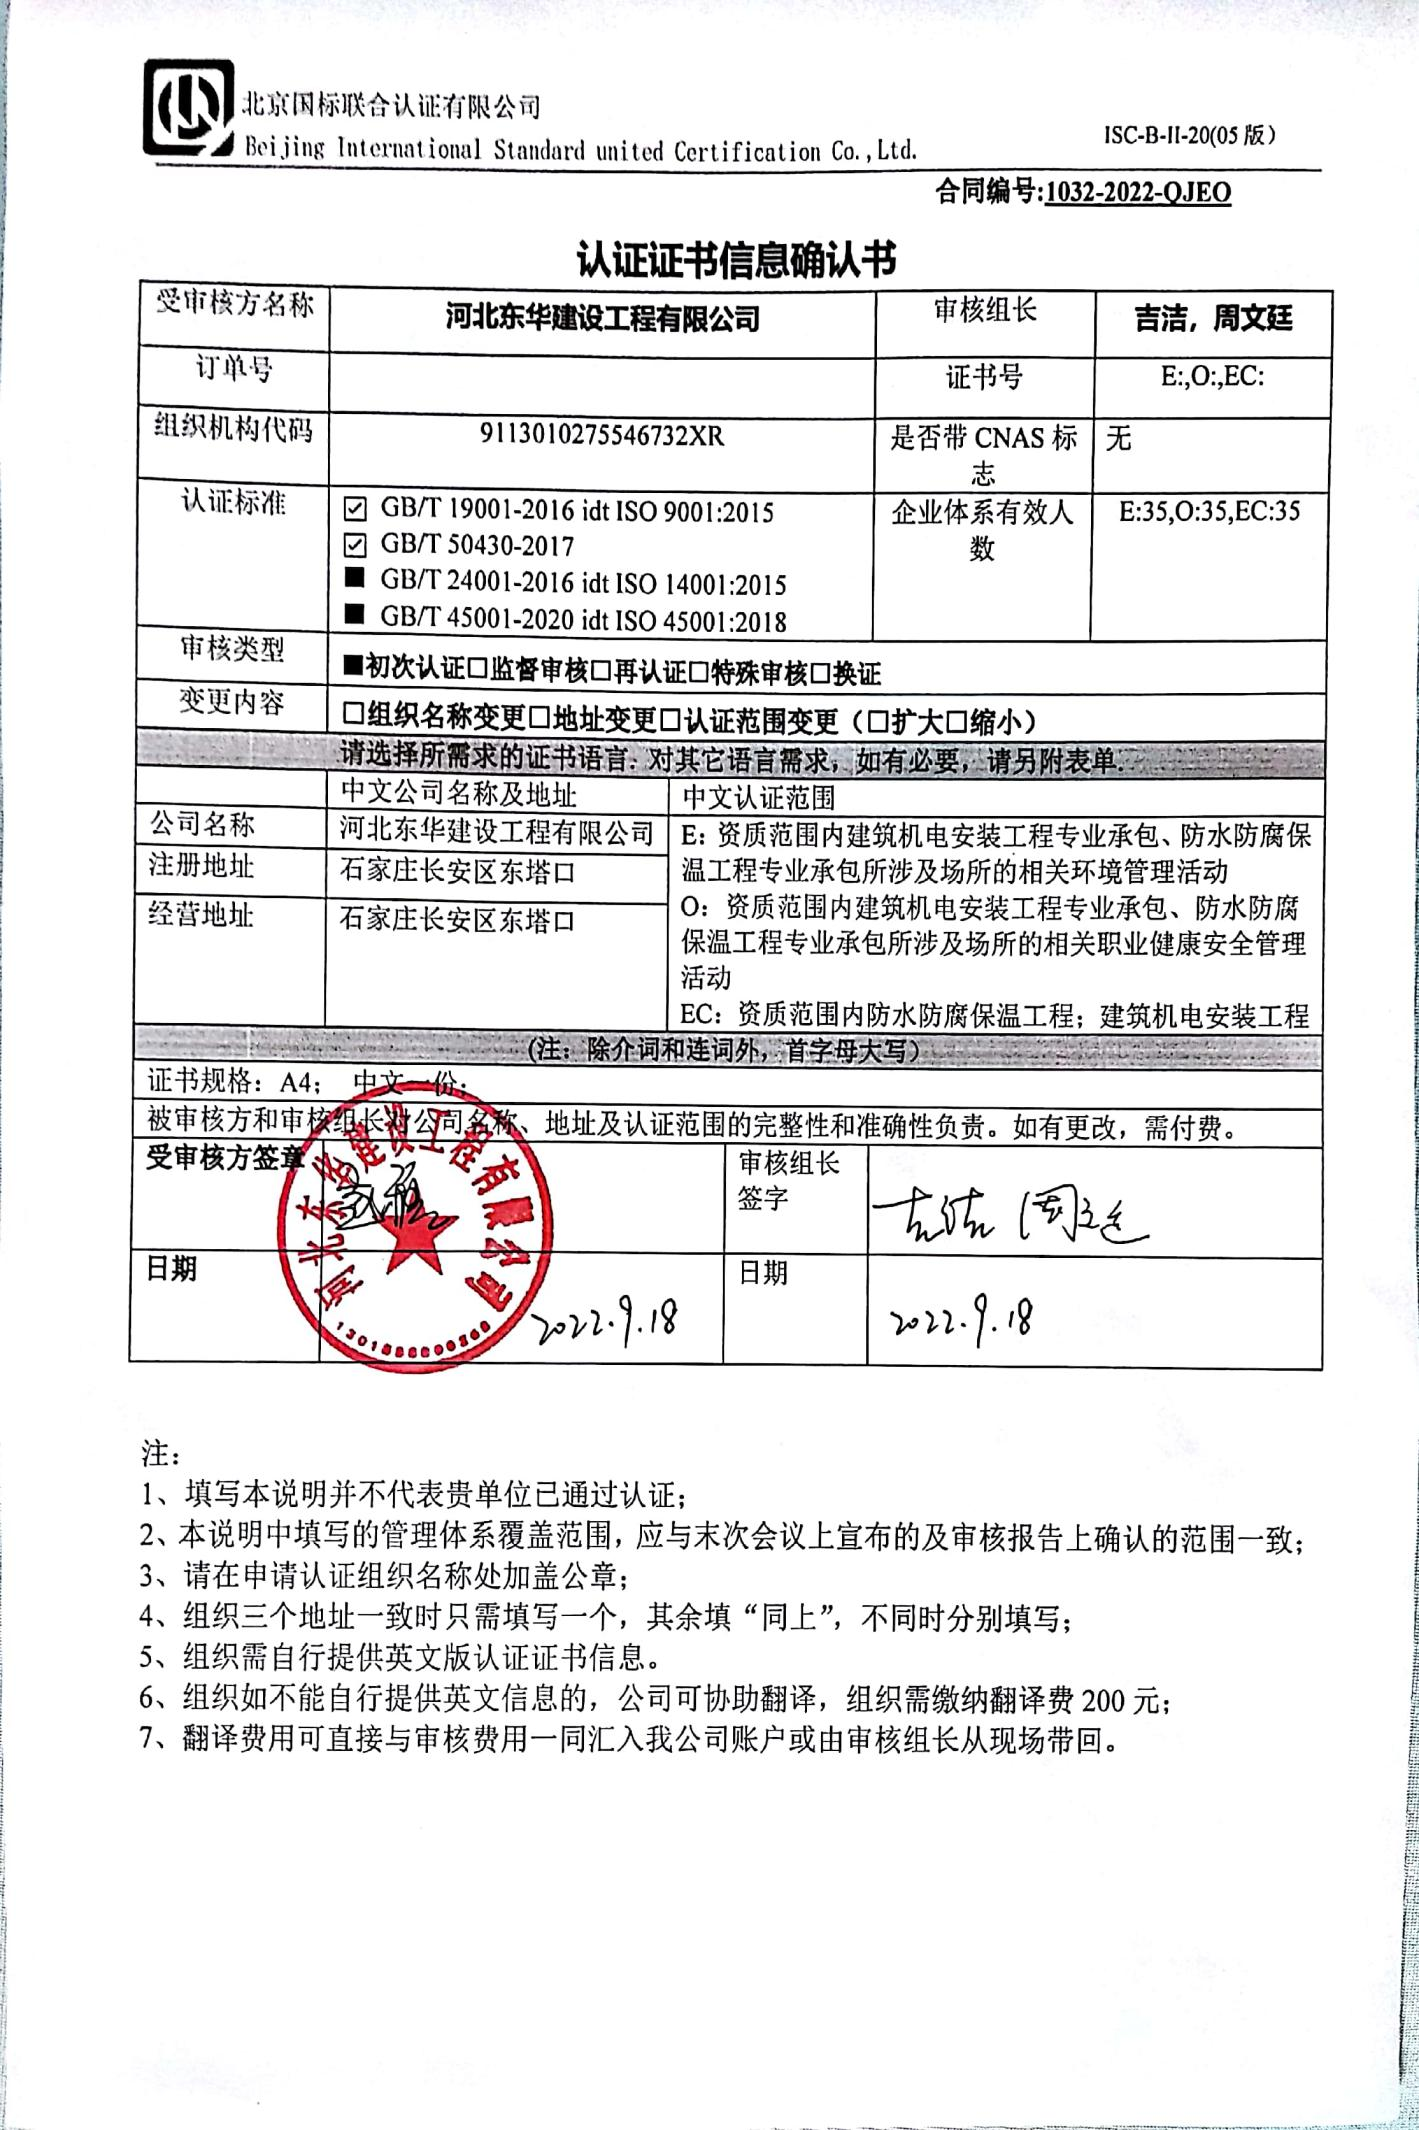 北京国标联合认证有限公司
Beijing International Standard united Certification Co.,Ltd.
ISC-B-II-20(05 版)
合同编号:1032-2022-QJEO
认证证书信息确认书
受审核方名称 河北东华建设工程有限公司 审核组长 吉洁，周文廷
订单号 证书号 E:,O:,EC:
组织机构代码 9113010275546732XR 是否带 CNAS 标 无
志
认证标准 ☑ GB/T 19001-2016 idt ISO 9001:2015 企业体系有效人 E:35,O:35,EC:35
☑ GB/T 50430-2017 数
■ GB/T 24001-2016 idt ISO 14001:2015
■ GB/T 45001-2020 idt ISO 45001:2018
审核类型 ■初次认证□监督审核□再认证□特殊审核□换证
变更内容 □组织名称变更□地址变更□认证范围变更（□扩大□缩小）
请选择所需求的证书语言. 对其它语言需求，如有必要，请另附表单.
中文公司名称及地址 中文认证范围
公司名称 河北东华建设工程有限公司 E：资质范围内建筑机电安装工程专业承包、防水防腐保
注册地址 石家庄长安区东塔口 温工程专业承包所涉及场所的相关环境管理活动
经营地址 石家庄长安区东塔口 O：资质范围内建筑机电安装工程专业承包、防水防腐
保温工程专业承包所涉及场所的相关职业健康安全管理
活动
EC：资质范围内防水防腐保温工程；建筑机电安装工程
(注：除介词和连词外，首字母大写)
证书规格：A4； 中文一份；
被审核方和审核组长对公司名称、地址及认证范围的完整性和准确性负责。如有更改，需付费。
受审核方签章 审核组长
签字 吉洁 周文廷
河北东华建设工程有限公司
日期 2022.9.18 日期 2022.9.18
注：
1、填写本说明并不代表贵单位已通过认证；
2、本说明中填写的管理体系覆盖范围，应与末次会议上宣布的及审核报告上确认的范围一致；
3、请在申请认证组织名称处加盖公章；
4、组织三个地址一致时只需填写一个，其余填“同上”，不同时分别填写；
5、组织需自行提供英文版认证证书信息。
6、组织如不能自行提供英文信息的，公司可协助翻译，组织需缴纳翻译费 200 元；
7、翻译费用可直接与审核费用一同汇入我公司账户或由审核组长从现场带回。